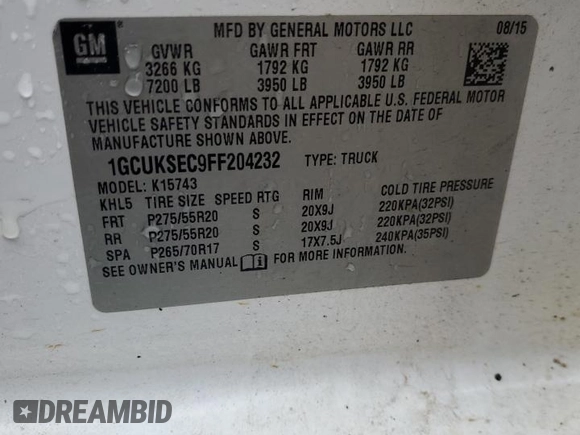 GM
MFD BY GENERAL MOTORS LLC 08/15
GVWR GAWR FRT GAWR RR
3266 KG 1792 KG 1792 KG
7200 LB 3950 LB 3950 LB
THIS VEHICLE CONFORMS TO ALL APPLICABLE U.S. FEDERAL MOTOR
VEHICLE SAFETY STANDARDS IN EFFECT ON THE DATE OF
MANUFACTURE SHOWN ABOVE.
1GCUKSEC9FF204232 TYPE: TRUCK
MODEL: K15743
KHL5 TIRE SIZE SPEED RTG RIM COLD TIRE PRESSURE
FRT P275/55R20 S 20X9J 220KPA(32PSI)
RR P275/55R20 S 20X9J 220KPA(32PSI)
SPA P265/70R17 S 17X7.5J 240KPA(35PSI)
SEE OWNER'S MANUAL FOR MORE INFORMATION.
DREAMBID